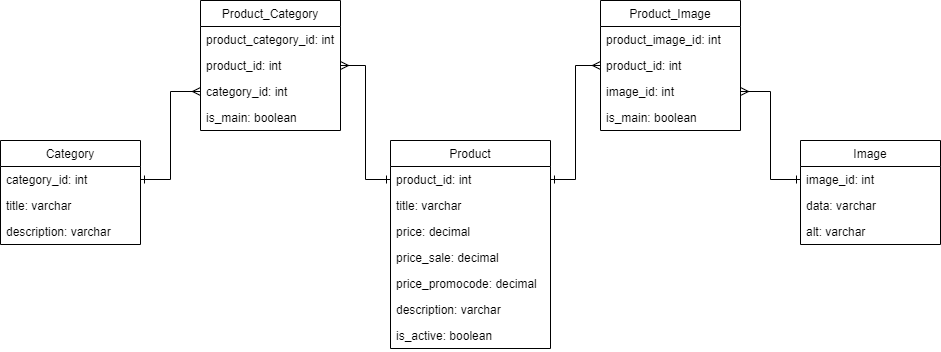 Product_Category
product_category_id: int
product_id: int
category_id: int
is_main: boolean
Product_Image
product_image_id: int
product_id: int
image_id: int
is_main: boolean
Category
category_id: int
title: varchar
description: varchar
Product
product_id: int
title: varchar
price: decimal
price_sale: decimal
price_promocode: decimal
description: varchar
is_active: boolean
Image
image_id: int
data: varchar
alt: varchar